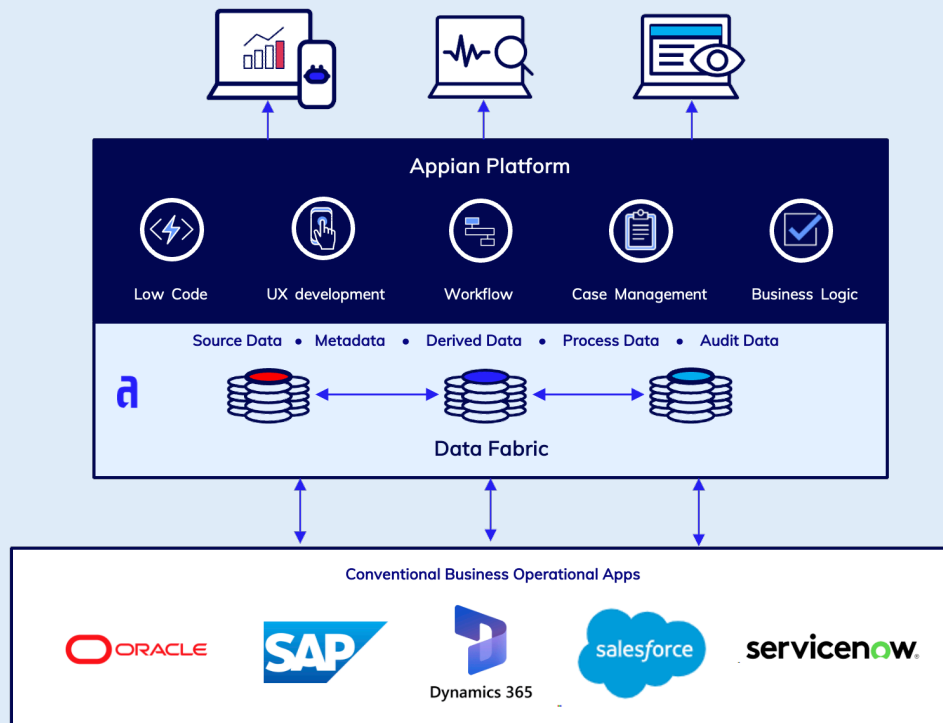 Appian Platform
Low Code
UX development
Workflow
Case Management
Business Logic
Source Data • Metadata • Derived Data • Process Data • Audit Data
a
Data Fabric
Conventional Business Operational Apps
ORACLE
SAP
Dynamics 365
salesforce
servicenow